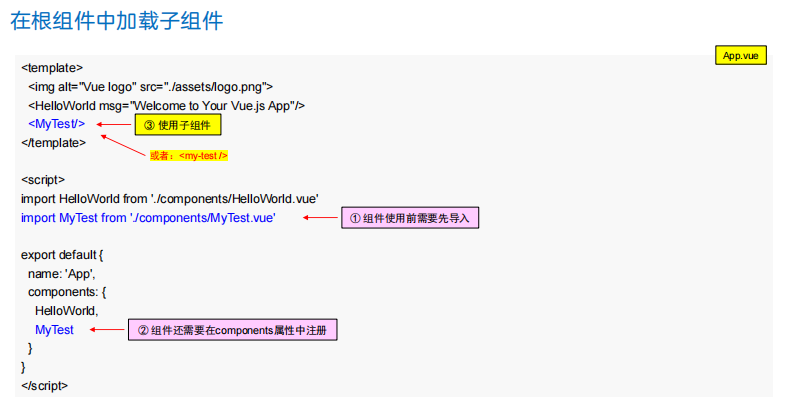 在根组件中加载子组件
App.vue
<template>
<img alt="Vue logo" src="./assets/logo.png">
<HelloWorld msg="Welcome to Your Vue.js App"/>
<MyTest/>
③ 使用子组件
</template>
或者：<my-test />
<script>
import HelloWorld from './components/HelloWorld.vue'
import MyTest from './components/MyTest.vue'
① 组件使用前需要先导入
export default {
name: 'App',
components: {
HelloWorld,
MyTest
② 组件还需要在components属性中注册
}
}
</script>